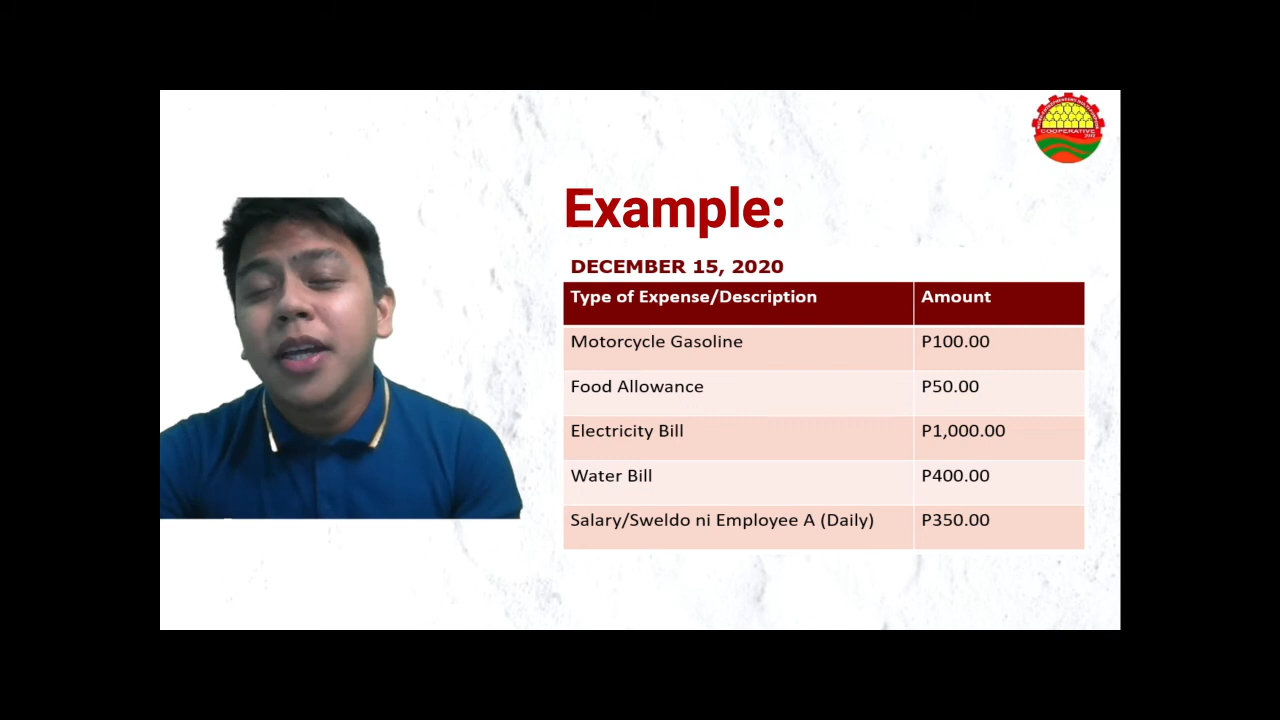 COOPERATIVE
Example:
DECEMBER 15, 2020
Type of Expense/Description Amount
Motorcycle Gasoline P100.00
Food Allowance P50.00
Electricity Bill P1,000.00
Water Bill P400.00
Salary/Sweldo ni Employee A (Daily) P350.00